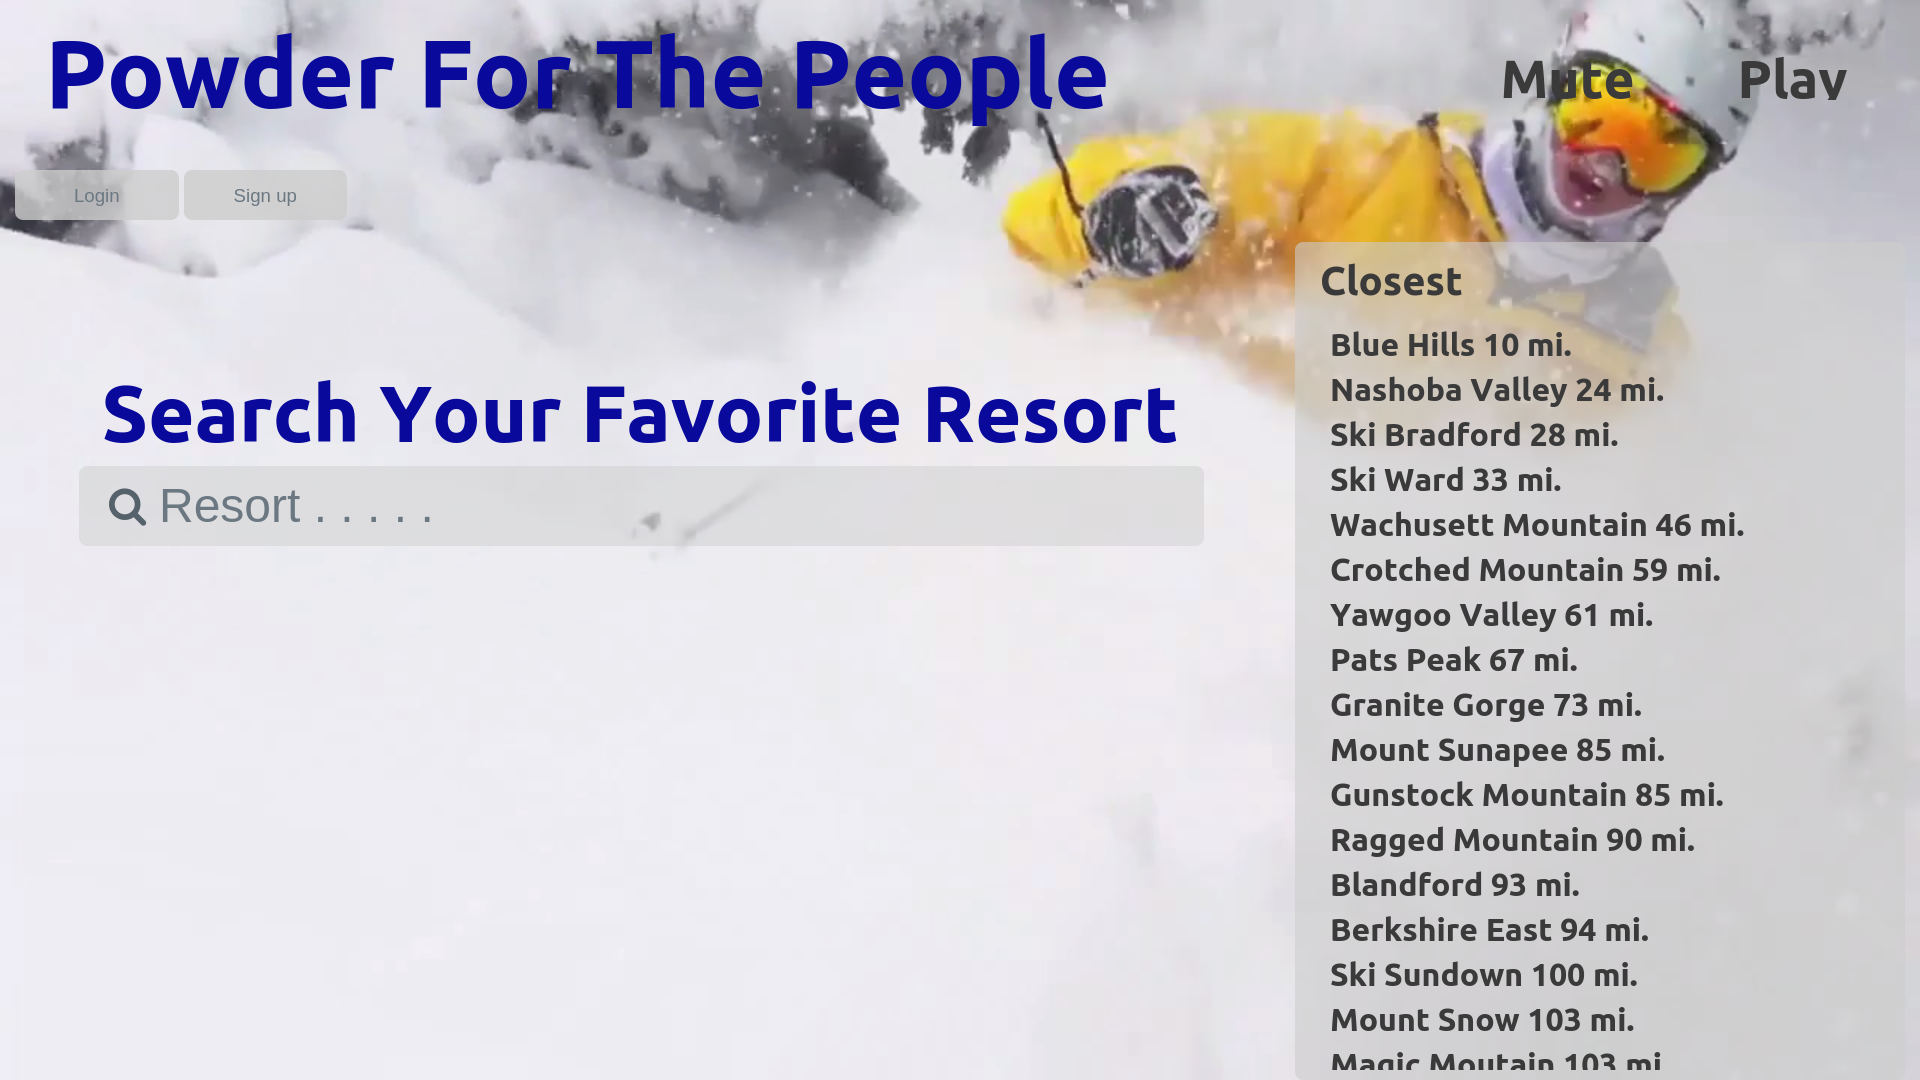 Powder For The People
Mute
Play
Login
Sign up
Closest
Blue Hills 10 mi.
Nashoba Valley 24 mi.
Search Your Favorite Resort
Ski Bradford 28 mi.
Ski Ward 33 mi.
Resort . . . . .
Wachusett Mountain 46 mi.
Crotched Mountain 59 mi.
Yawgoo Valley 61 mi.
Pats Peak 67 mi.
Granite Gorge 73 mi.
Mount Sunapee 85 mi.
Gunstock Mountain 85 mi.
Ragged Mountain 90 mi.
Blandford 93 mi.
Berkshire East 94 mi.
Ski Sundown 100 mi.
Mount Snow 103 mi.
Magic Moutain 103 mi